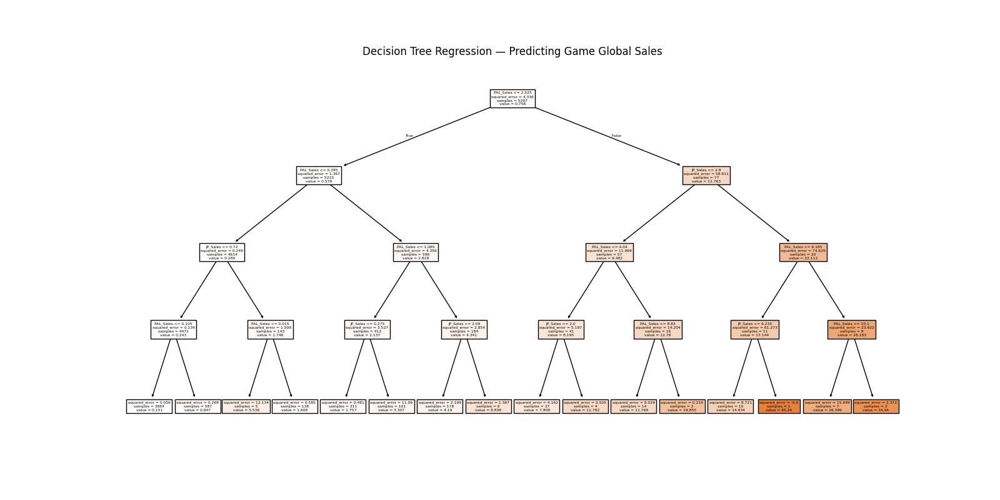 Decision Tree Regression — Predicting Game Global Sales
PAL_Sales <= 2.525
squared_error = 4.336
samples = 5287
value = 0.756
True
False
PAL_Sales <= 0.395
squared_error = 1.367
samples = 5210
value = 0.578
JP_Sales <= 2.8
squared_error = 58.911
samples = 77
value = 12.763
JP_Sales <= 0.72
squared_error = 0.249
samples = 4614
value = 0.289
PAL_Sales <= 1.085
squared_error = 4.356
samples = 596
value = 2.818
PAL_Sales <= 4.04
squared_error = 11.969
samples = 57
value = 9.482
PAL_Sales <= 6.185
squared_error = 74.629
samples = 20
value = 22.112
PAL_Sales <= 0.105
squared_error = 0.139
samples = 4471
value = 0.243
PAL_Sales <= 0.015
squared_error = 1.509
samples = 143
value = 1.746
JP_Sales <= 0.275
squared_error = 3.527
samples = 412
value = 2.137
JP_Sales <= 2.09
squared_error = 2.854
samples = 184
value = 4.341
JP_Sales <= 2.0
squared_error = 5.197
samples = 41
value = 8.195
PAL_Sales <= 8.83
squared_error = 14.204
samples = 16
value = 12.78
JP_Sales <= 6.235
squared_error = 61.273
samples = 11
value = 17.144
PAL_Sales <= 10.1
squared_error = 23.922
samples = 9
value = 28.183
squared_error = 0.056
samples = 3884
value = 0.151
squared_error = 0.268
samples = 587
value = 0.847
squared_error = 12.134
samples = 5
value = 5.536
squared_error = 0.585
samples = 138
value = 1.608
squared_error = 0.481
samples = 311
value = 1.757
squared_error = 11.09
samples = 101
value = 3.307
squared_error = 2.199
samples = 178
value = 4.19
squared_error = 1.367
samples = 6
value = 8.838
squared_error = 4.162
samples = 37
value = 7.808
squared_error = 0.505
samples = 4
value = 11.782
squared_error = 8.029
samples = 14
value = 11.769
squared_error = 0.216
samples = 2
value = 19.855
squared_error = 8.721
samples = 10
value = 14.834
squared_error = -0.0
samples = 1
value = 40.24
squared_error = 15.699
samples = 7
value = 26.396
squared_error = 2.372
samples = 2
value = 34.44